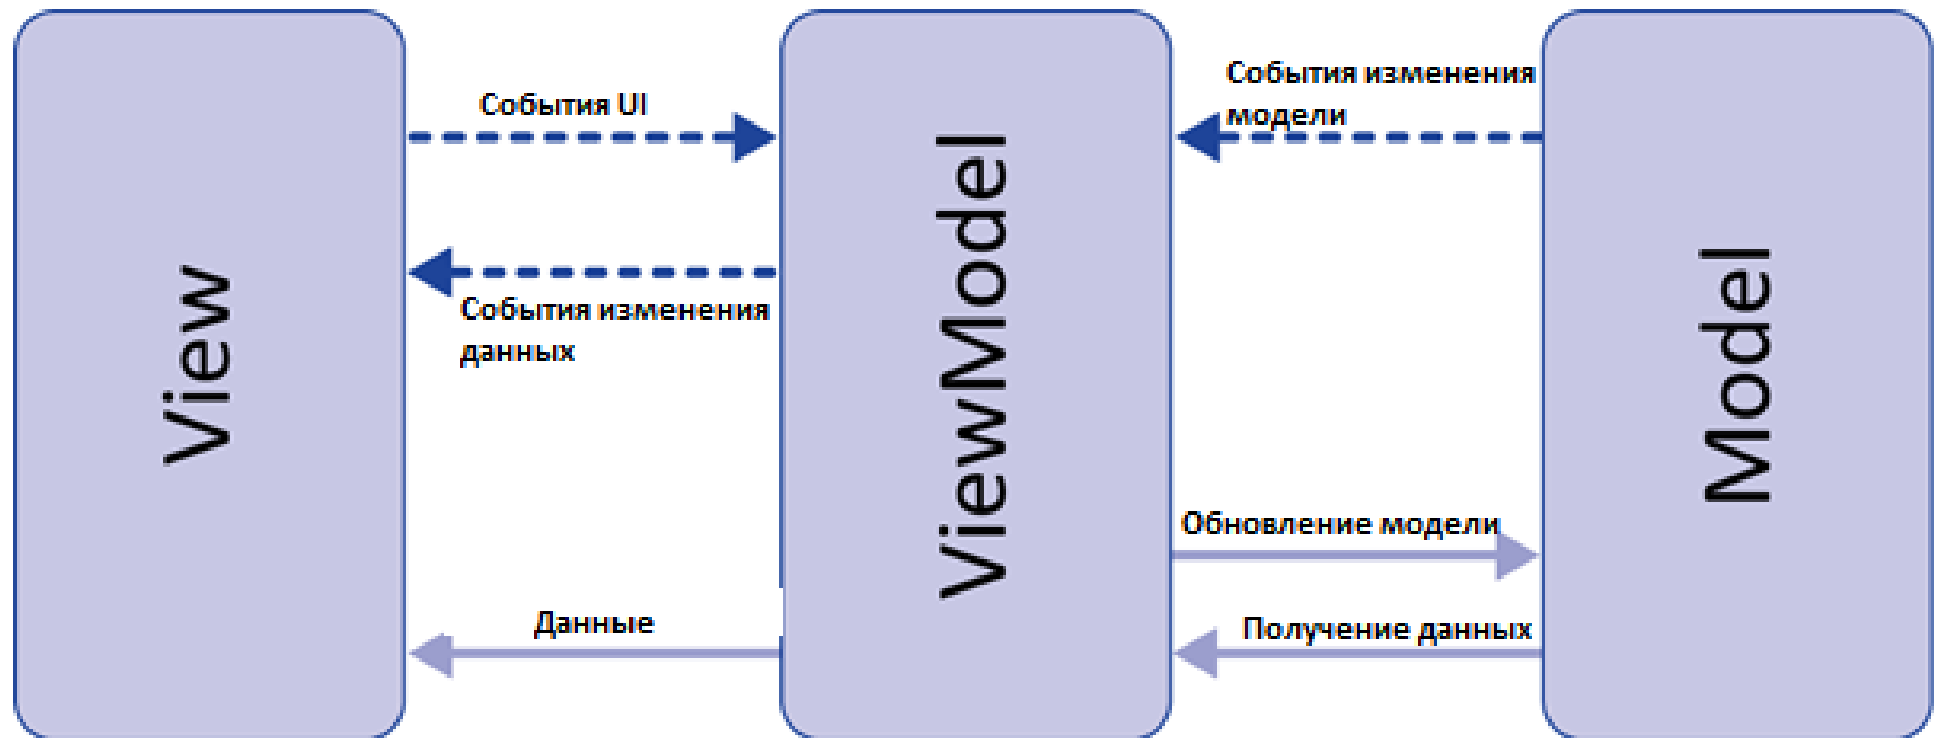 События UI
События изменения
модели
События изменения
данных
View
ViewModel
Model
Обновление модели
Данные
Получение данных